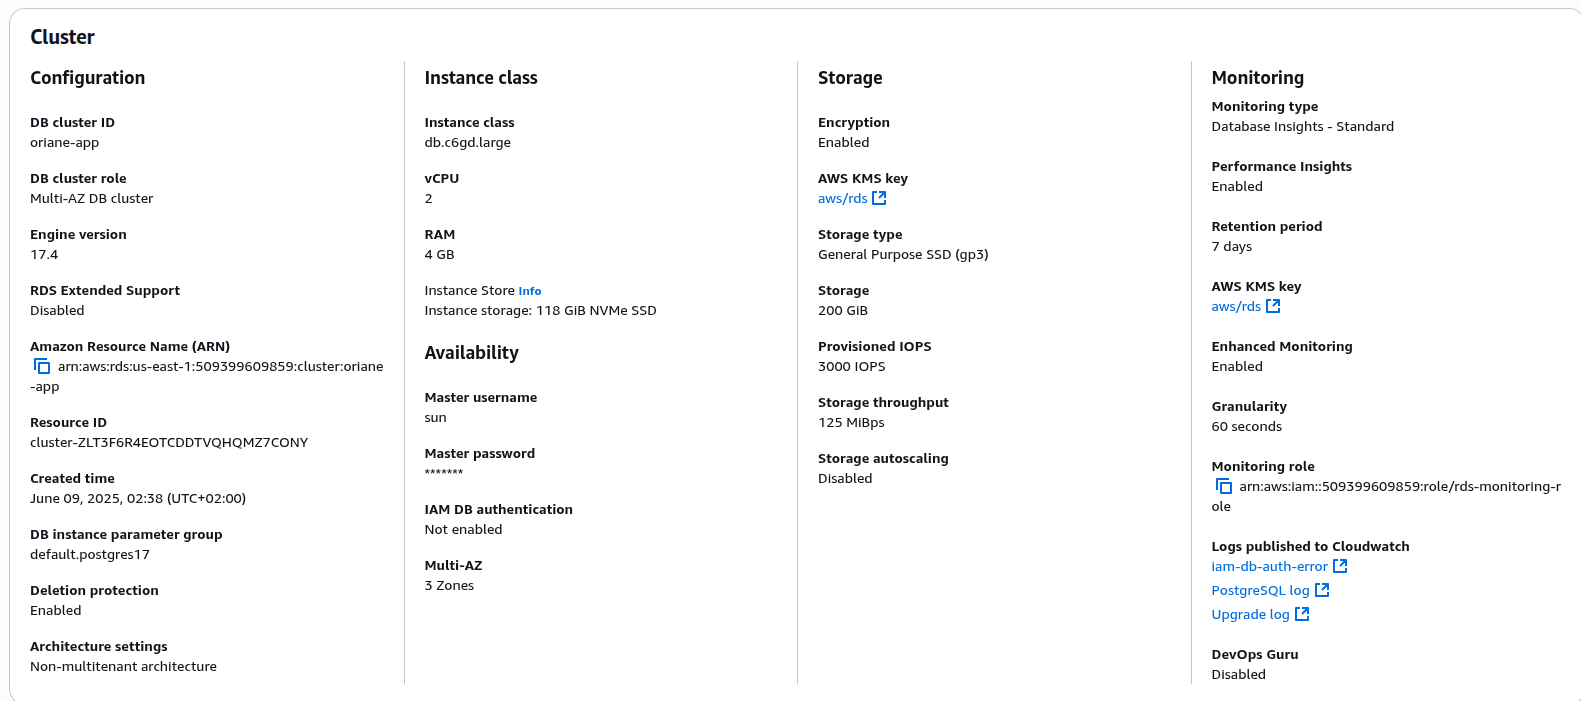 Cluster
Configuration
DB cluster ID
oriane-app
DB cluster role
Multi-AZ DB cluster
Engine version
17.4
RDS Extended Support
Disabled
Amazon Resource Name (ARN)
arn:aws:rds:us-east-1:509399609859:cluster:oriane
-app
Resource ID
cluster-ZLT3F6R4EOTCDDTVQHQMZ7CONY
Created time
June 09, 2025, 02:38 (UTC+02:00)
DB instance parameter group
default.postgres17
Deletion protection
Enabled
Architecture settings
Non-multitenant architecture
Instance class
Instance class
db.c6gd.large
vCPU
2
RAM
4 GB
Instance Store Info
Instance storage: 118 GiB NVMe SSD
Availability
Master username
sun
Master password
*******
IAM DB authentication
Not enabled
Multi-AZ
3 Zones
Storage
Encryption
Enabled
AWS KMS key
aws/rds
Storage type
General Purpose SSD (gp3)
Storage
200 GiB
Provisioned IOPS
3000 IOPS
Storage throughput
125 MiBps
Storage autoscaling
Disabled
Monitoring
Monitoring type
Database Insights - Standard
Performance Insights
Enabled
Retention period
7 days
AWS KMS key
aws/rds
Enhanced Monitoring
Enabled
Granularity
60 seconds
Monitoring role
arn:aws:iam::509399609859:role/rds-monitoring-r
ole
Logs published to Cloudwatch
iam-db-auth-error
PostgreSQL log
Upgrade log
DevOps Guru
Disabled